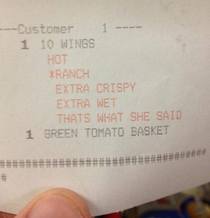 ---Customer 1 ----
1 10 WINGS
HOT
*RANCH
EXTRA CRISPY
EXTRA WET
THATS WHAT SHE SAID
1 GREEN TOMATO BASKET